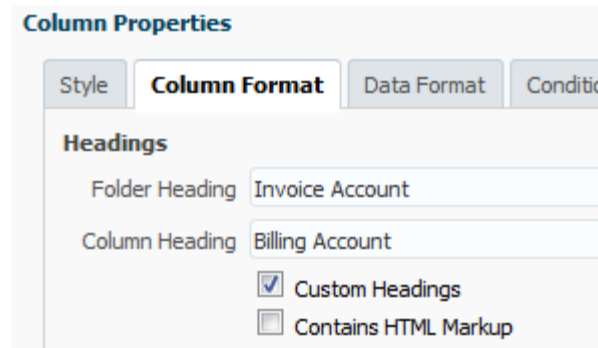 Column Properties
Style Column Format Data Format
Headings
Folder Heading Invoice Account
Column Heading Billing Account
Custom Headings
Contains HTML Markup